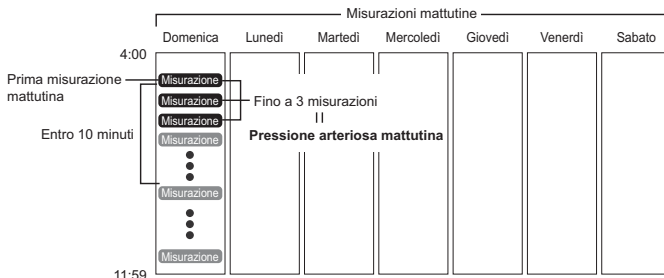 Misurazioni mattutine
Domenica Lunedì Martedì Mercoledì Giovedì Venerdì Sabato
4:00
Prima misurazione mattutina
Misurazione
Misurazione
Fino a 3 misurazioni
Misurazione
Entro 10 minuti
Misurazione
Pressione arteriosa mattutina
Misurazione
Misurazione
11:59